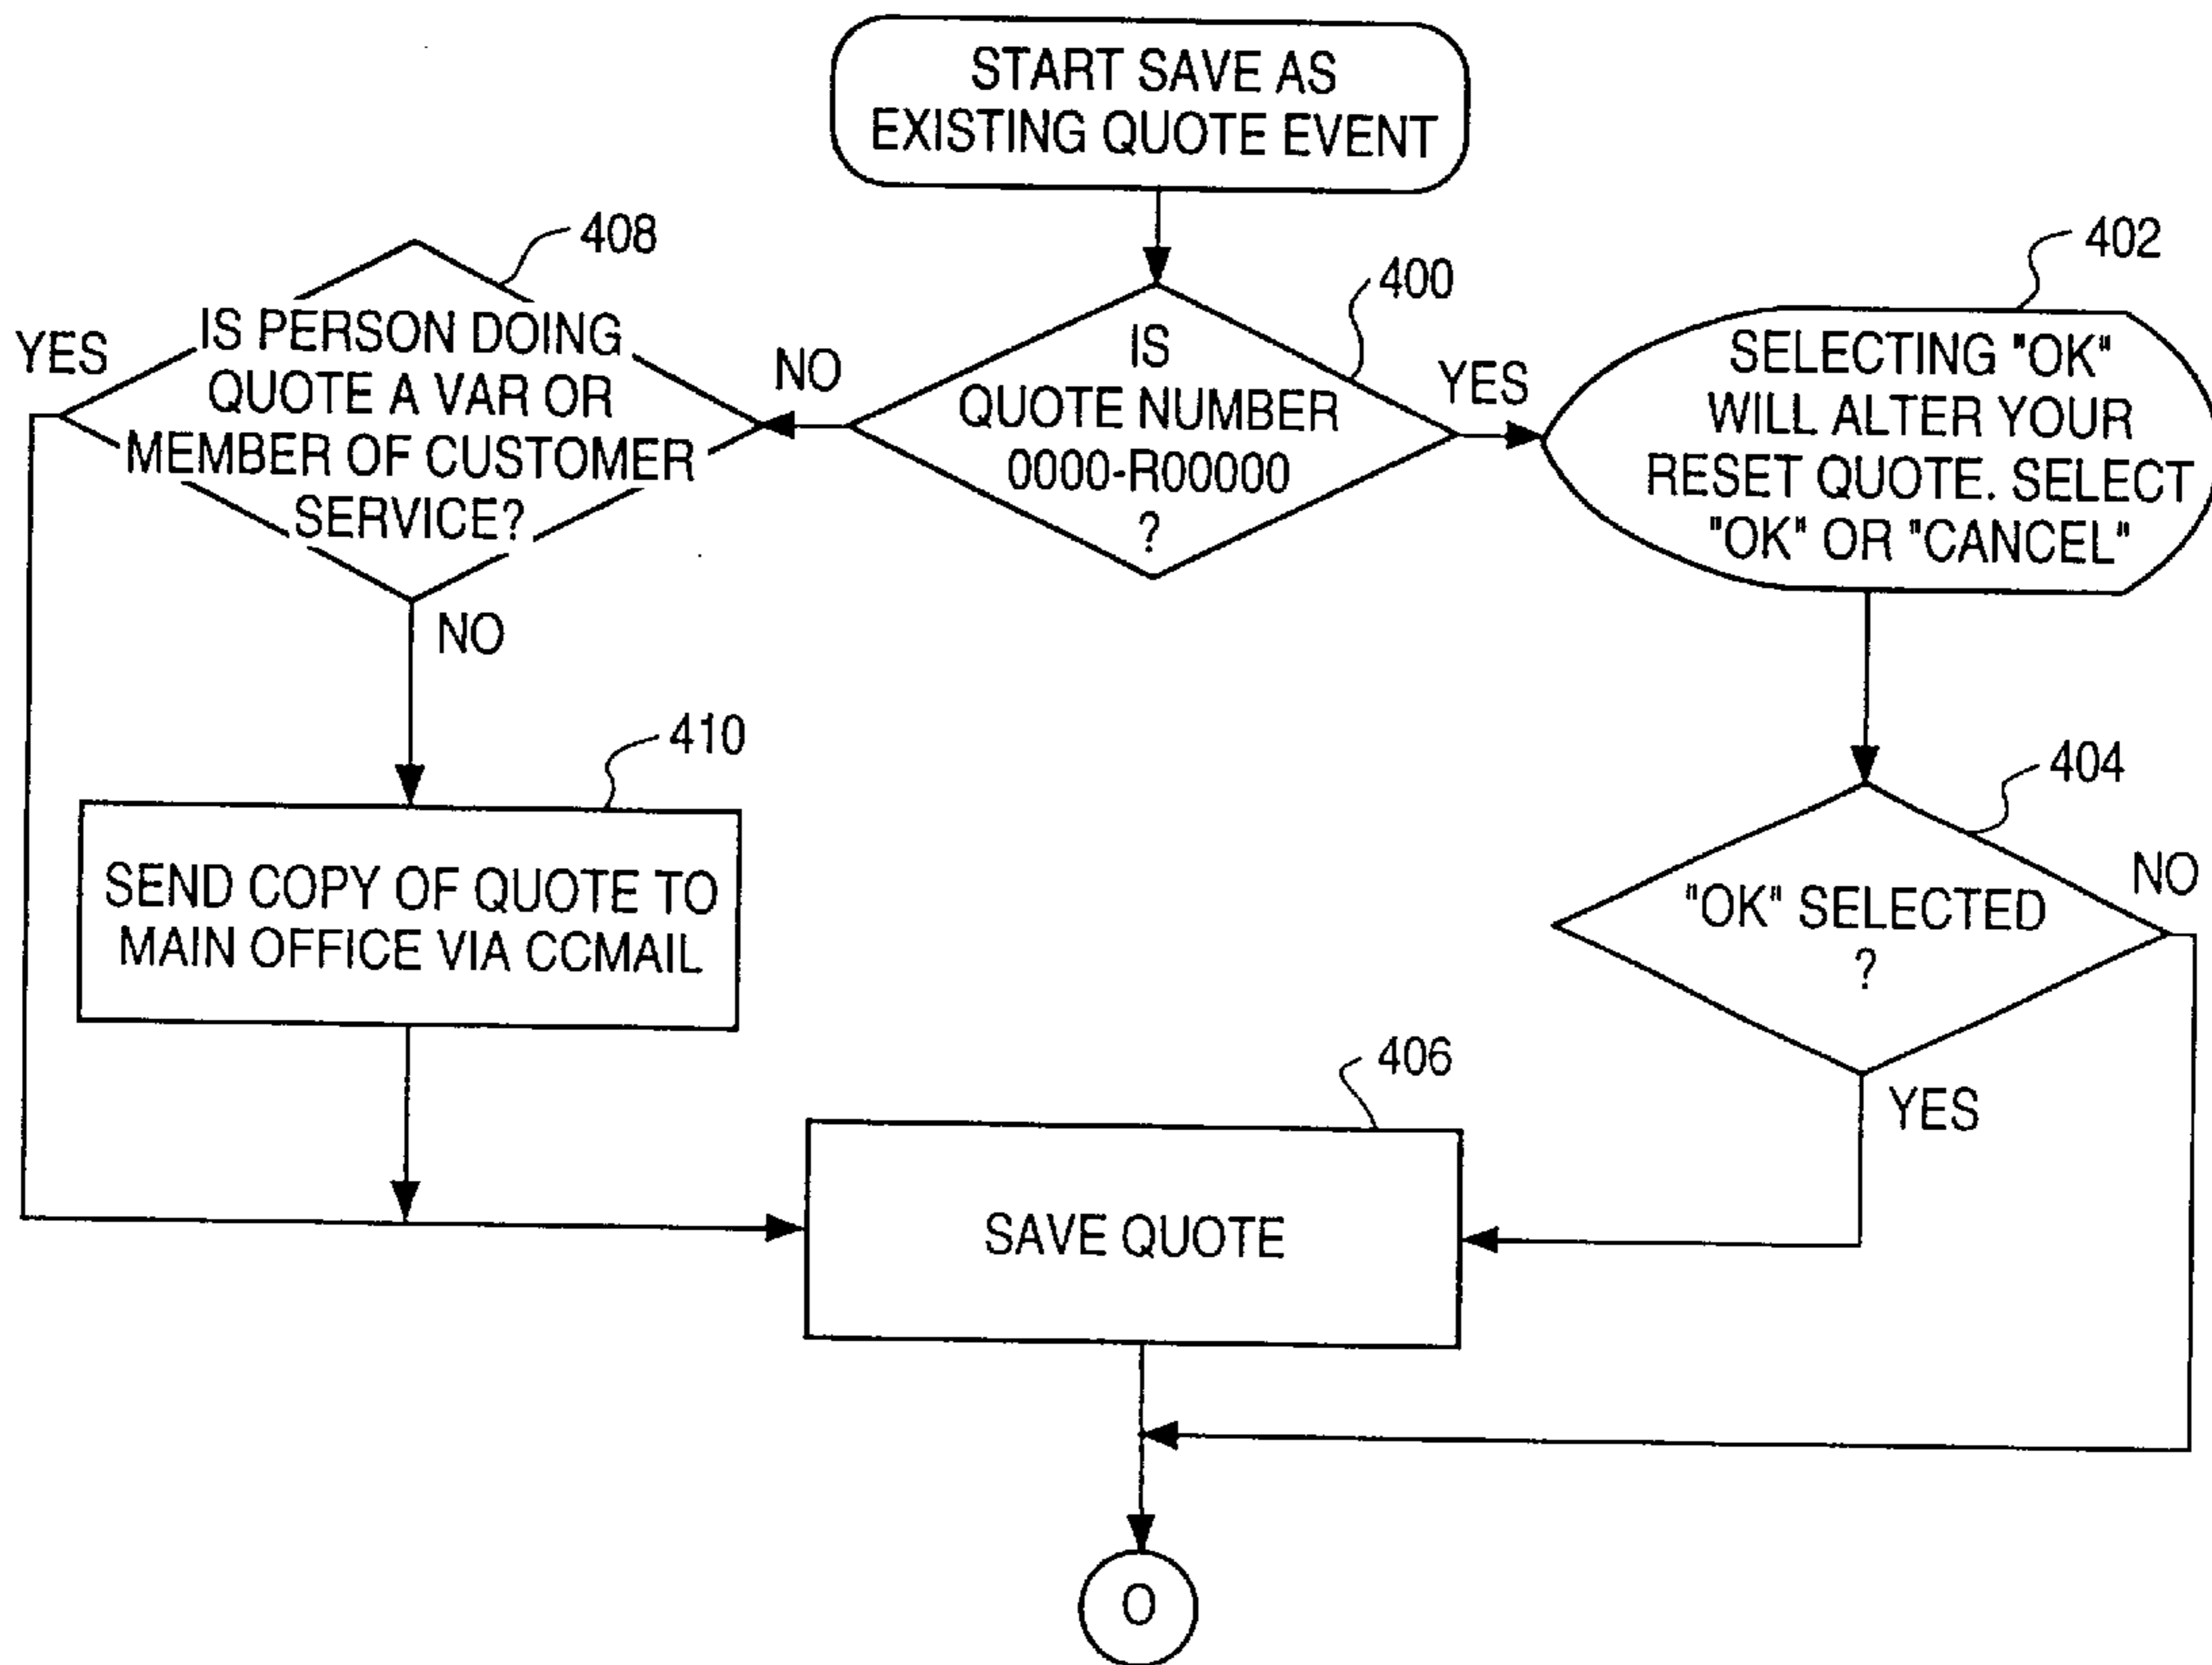 START SAVE AS
EXISTING QUOTE EVENT
408
IS PERSON DOING
QUOTE A VAR OR
MEMBER OF CUSTOMER
SERVICE?
YES
NO
400
IS
QUOTE NUMBER
0000-R00000
?
NO
YES
402
SELECTING "OK"
WILL ALTER YOUR
RESET QUOTE. SELECT
"OK" OR "CANCEL"
410
SEND COPY OF QUOTE TO
MAIN OFFICE VIA CCMAIL
404
"OK" SELECTED
?
NO
YES
406
SAVE QUOTE
O